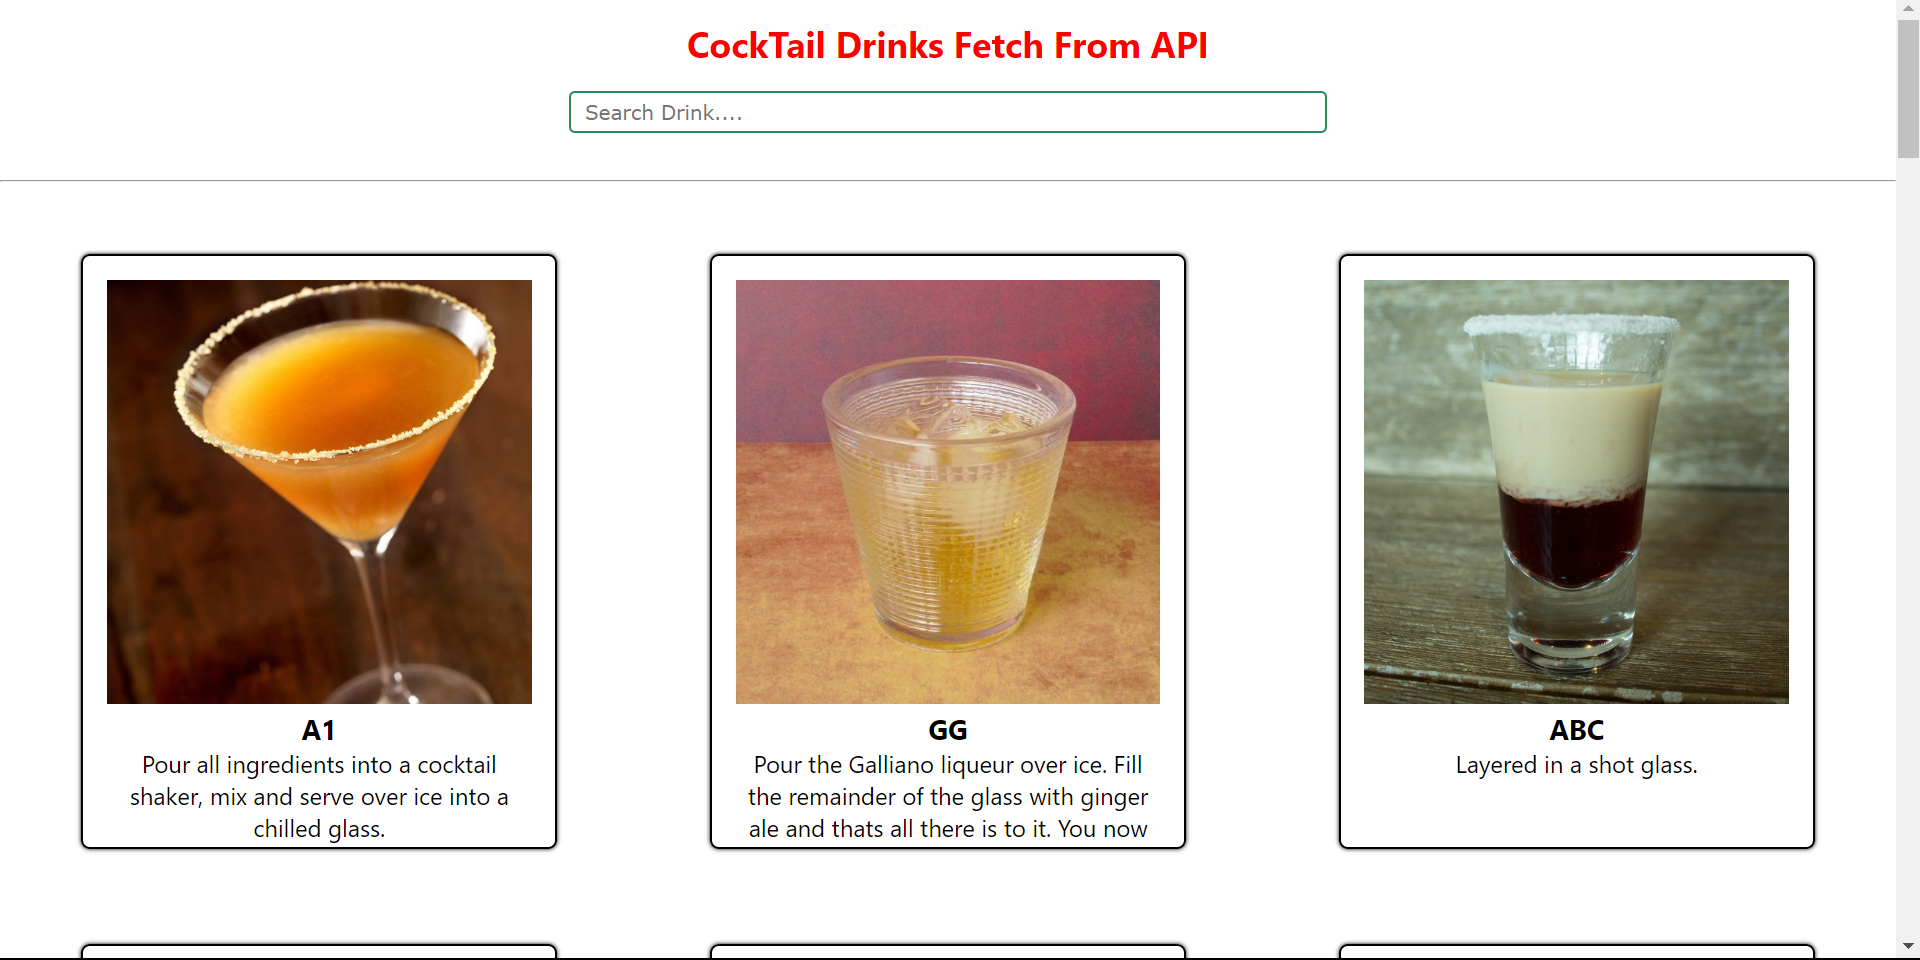 CockTail Drinks Fetch From API
Search Drink....
A1
Pour all ingredients into a cocktail
shaker, mix and serve over ice into a
chilled glass.
GG
Pour the Galliano liqueur over ice. Fill
the remainder of the glass with ginger
ale and thats all there is to it. You now
ABC
Layered in a shot glass.